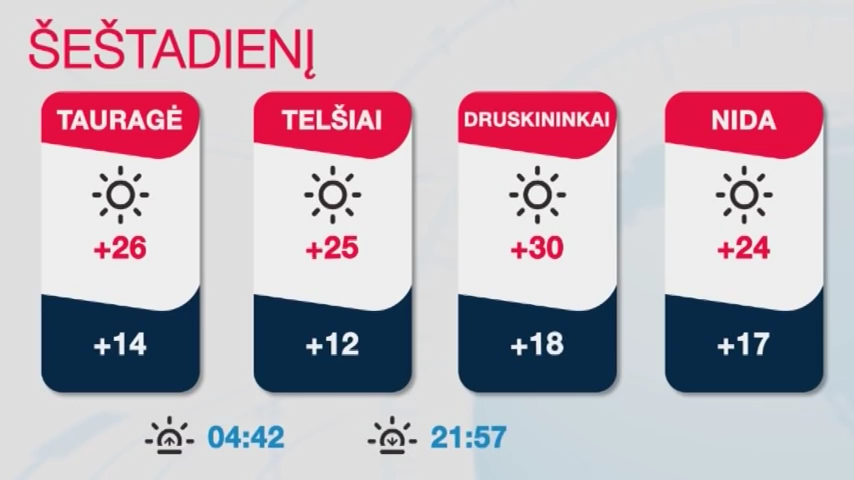 ŠEŠTADIENĮ
TAURAGĖ
+26
+14
TELŠIAI
+25
+12
DRUSKININKAI
+30
+18
NIDA
+24
+17
04:42
21:57